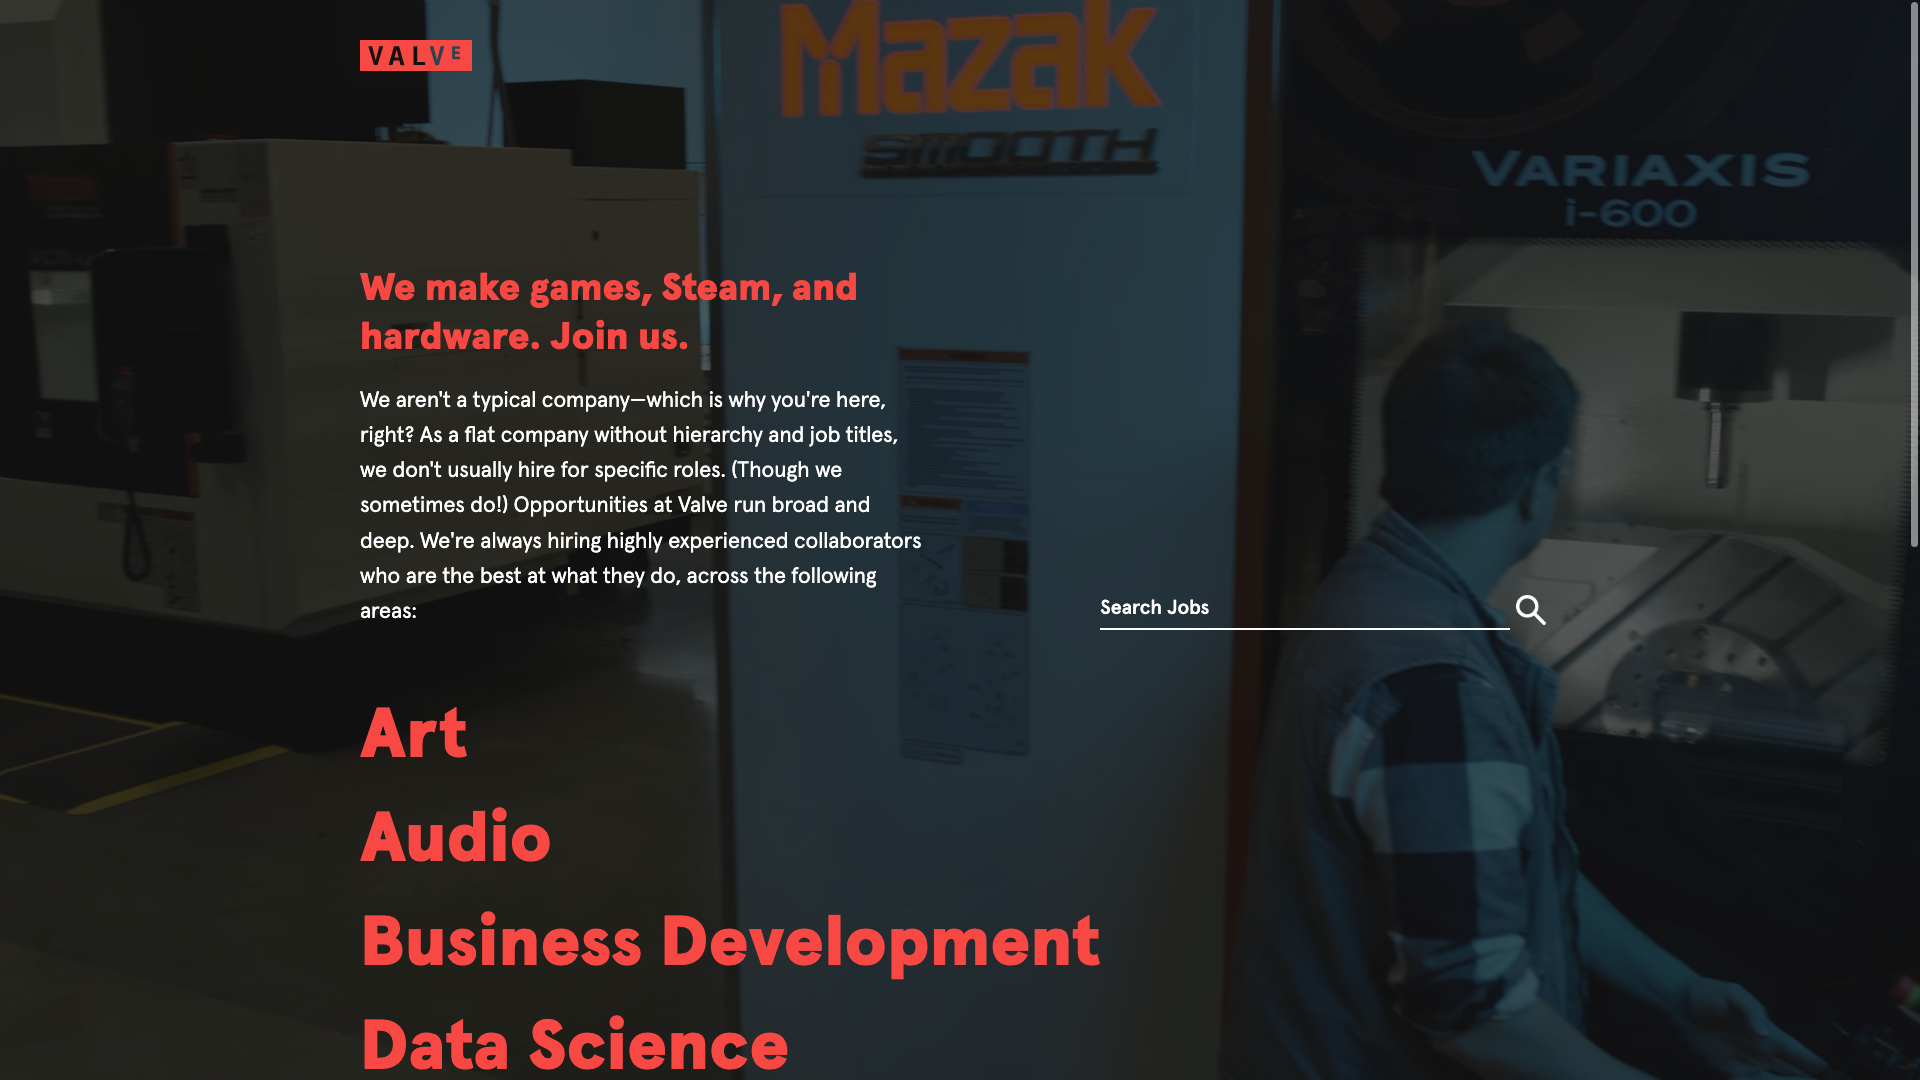 VALVE
Mazak
SMOOTH
VARIAXIS
i-600
We make games, Steam, and
hardware. Join us.
We aren't a typical company—which is why you're here,
right? As a flat company without hierarchy and job titles,
we don't usually hire for specific roles. (Though we
sometimes do!) Opportunities at Valve run broad and
deep. We're always hiring highly experienced collaborators
who are the best at what they do, across the following
areas:
Search Jobs
Art
Audio
Business Development
Data Science